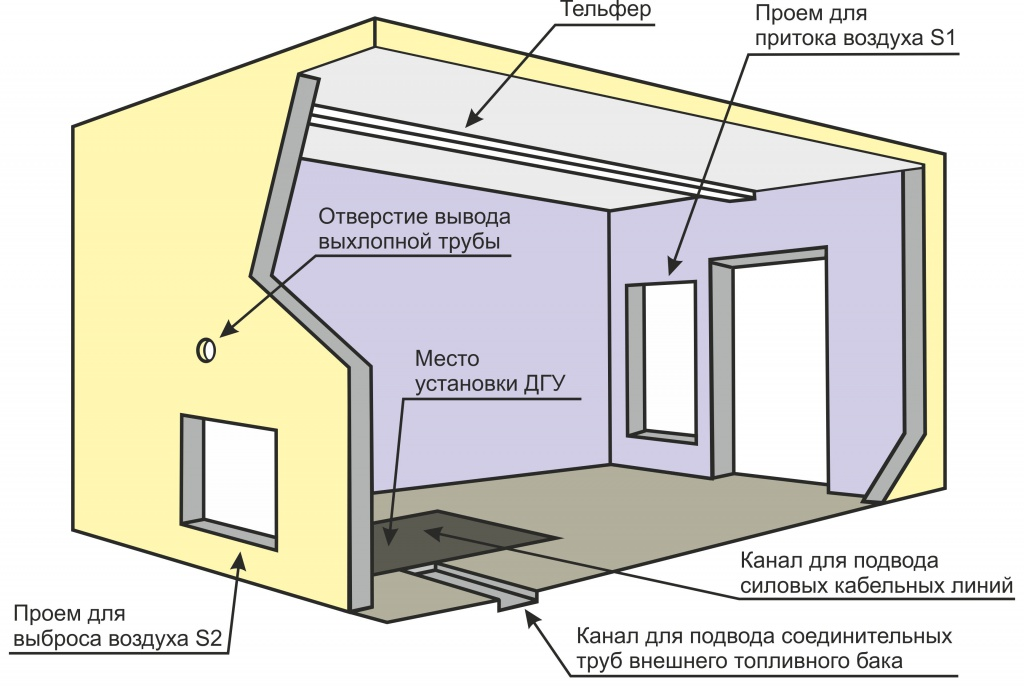 Тельфер
Проем для
притока воздуха S1
Отверстие вывода
выхлопной трубы
Место
установки ДГУ
Канал для подвода
силовых кабельных линий
Проем для
выброса воздуха S2
Канал для подвода соединительных
труб внешнего топливного бака